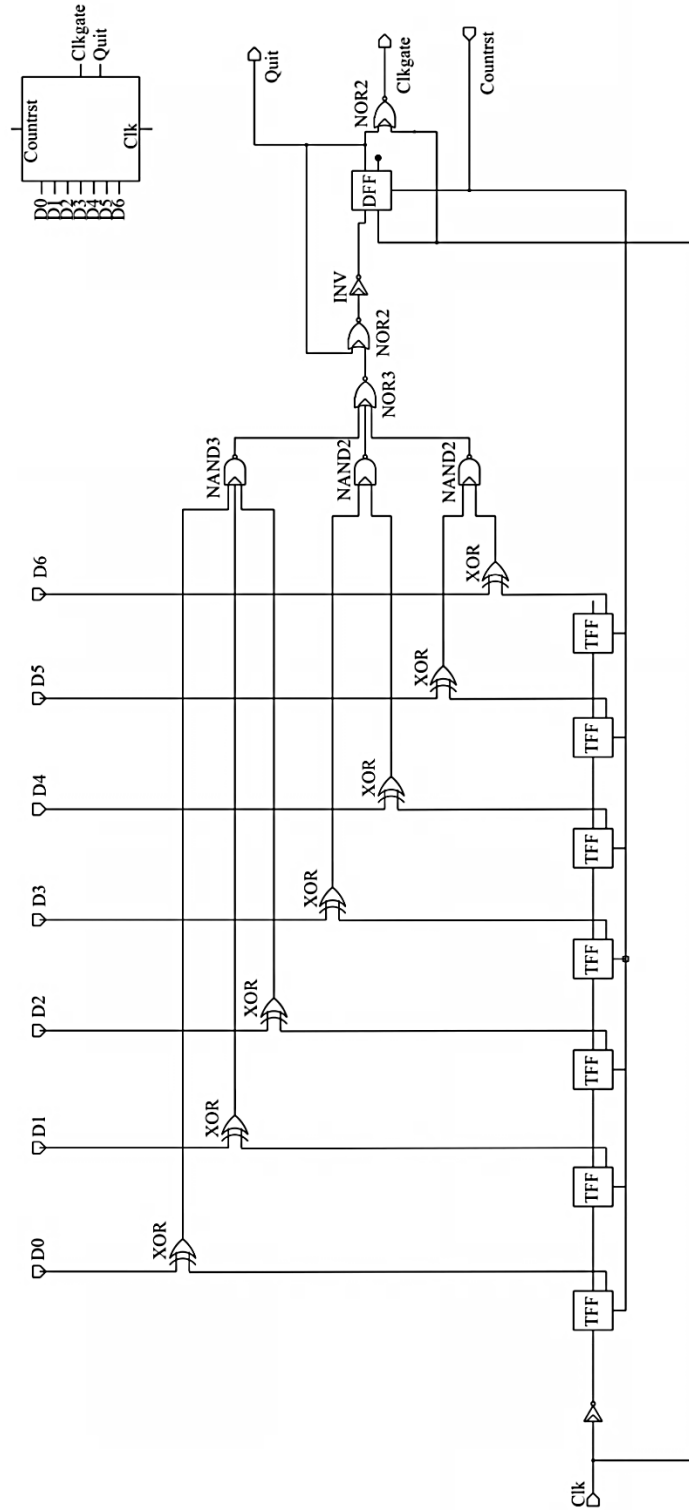 Countrst
D0
D1
D2
D3
D4
D5
D6
Clkgate
Quit
Clk
D0
D1
D2
D3
D4
D5
D6
XOR
XOR
XOR
XOR
XOR
XOR
XOR
NAND3
NAND2
NAND2
NOR3
NOR2
INV
DFF
NOR2
Quit
Clkgate
Countrst
Clk
TFF
TFF
TFF
TFF
TFF
TFF
TFF